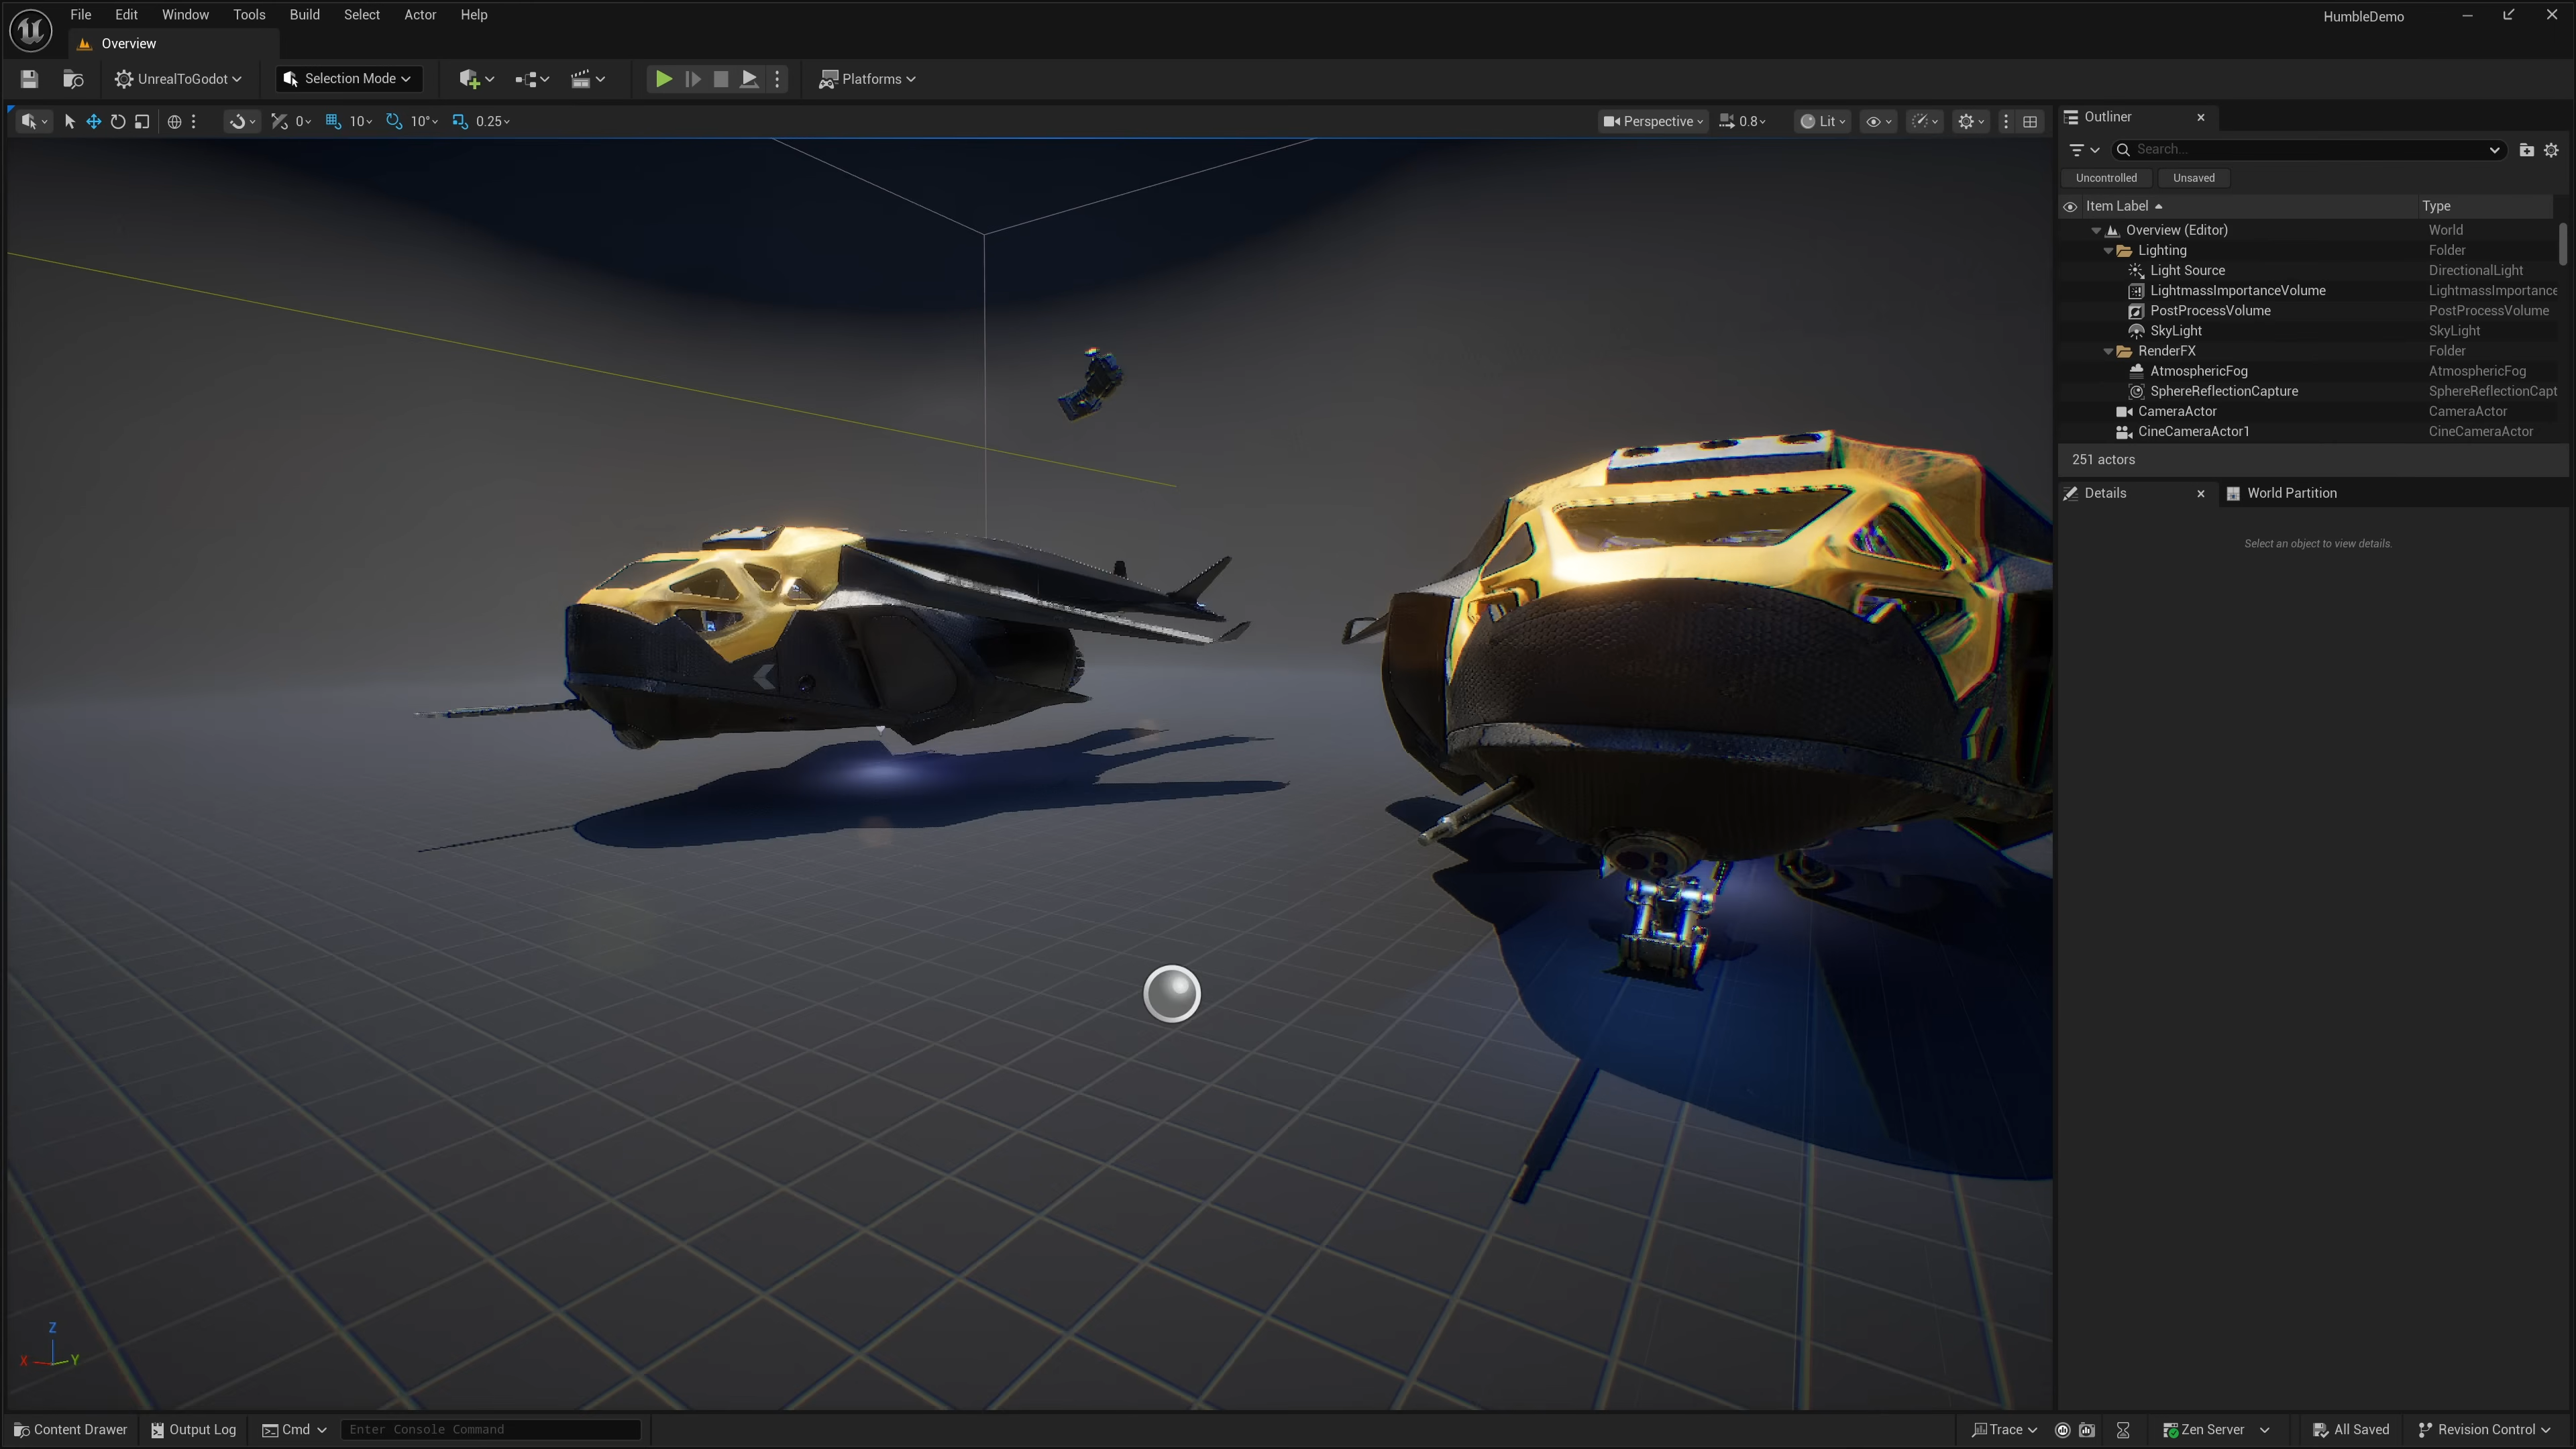 File Edit Window Tools Build Select Actor Help
HumbleDemo
Overview
UnrealToGodot
Selection Mode
Platforms
0 10 10° 0.25
Perspective 0.8 Lit
Outliner
Search...
Uncontrolled Unsaved
Item Label Type
Overview (Editor) World
Lighting Folder
Light Source DirectionalLight
LightmassImportanceVolume LightmassImportance
PostProcessVolume PostProcessVolume
SkyLight SkyLight
RenderFX Folder
AtmosphericFog AtmosphericFog
SphereReflectionCapture SphereReflectionCapt
CameraActor CameraActor
CineCameraActor1 CineCameraActor
251 actors
Details World Partition
Select an object to view details.
Z
X Y
Content Drawer Output Log Cmd Enter Console Command
Trace Zen Server All Saved Revision Control